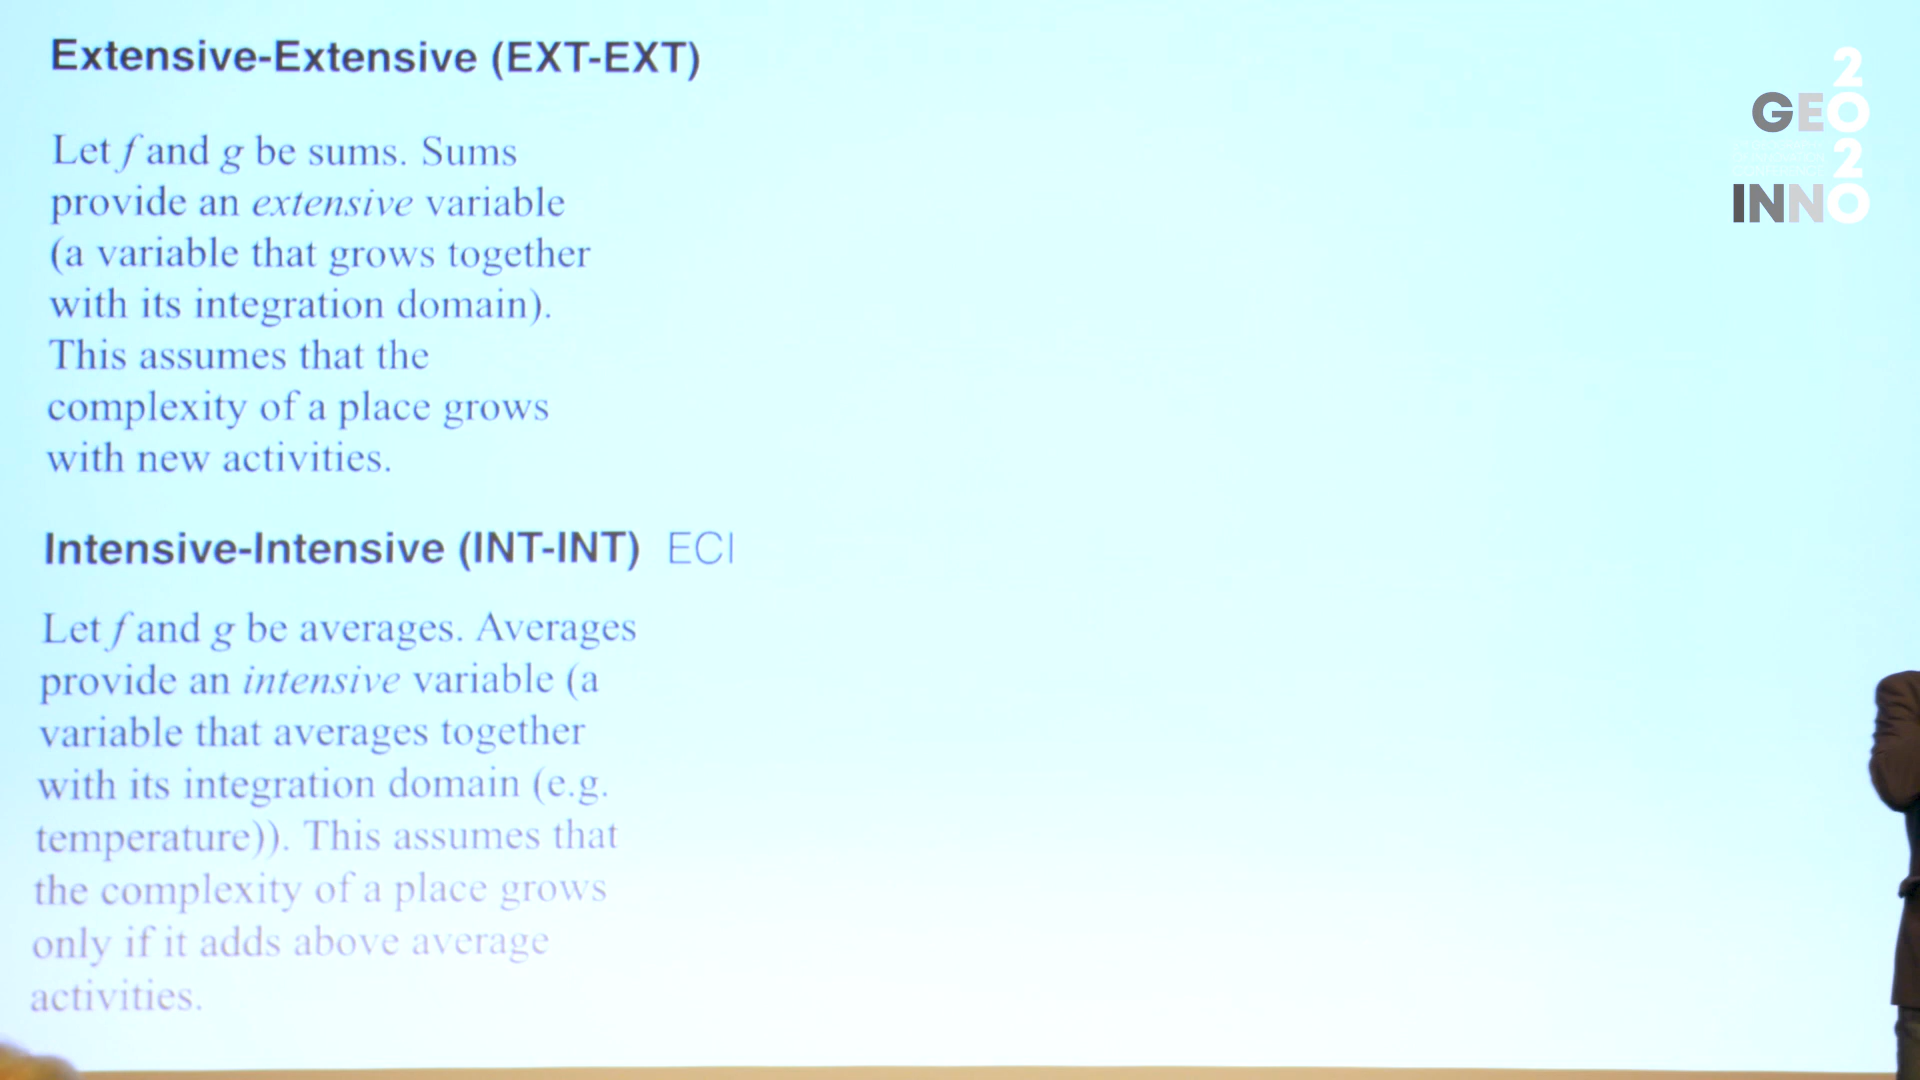 Extensive-Extensive (EXT-EXT)
Let f and g be sums. Sums
provide an extensive variable
(a variable that grows together
with its integration domain).
This assumes that the
complexity of a place grows
with new activities.
Intensive-Intensive (INT-INT) ECI
Let f and g be averages. Averages
provide an intensive variable (a
variable that averages together
with its integration domain (e.g.
temperature)). This assumes that
the complexity of a place grows
only if it adds above average
activities.
2
GEO
2
INNO